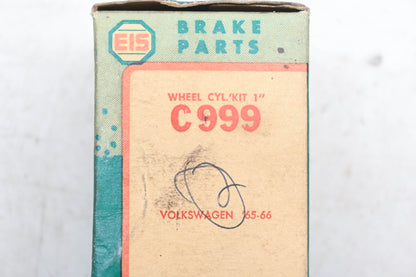 EIS
BRAKE
PARTS
WHEEL CYL. KIT 1"
C999
VOLKSWAGEN '65-66